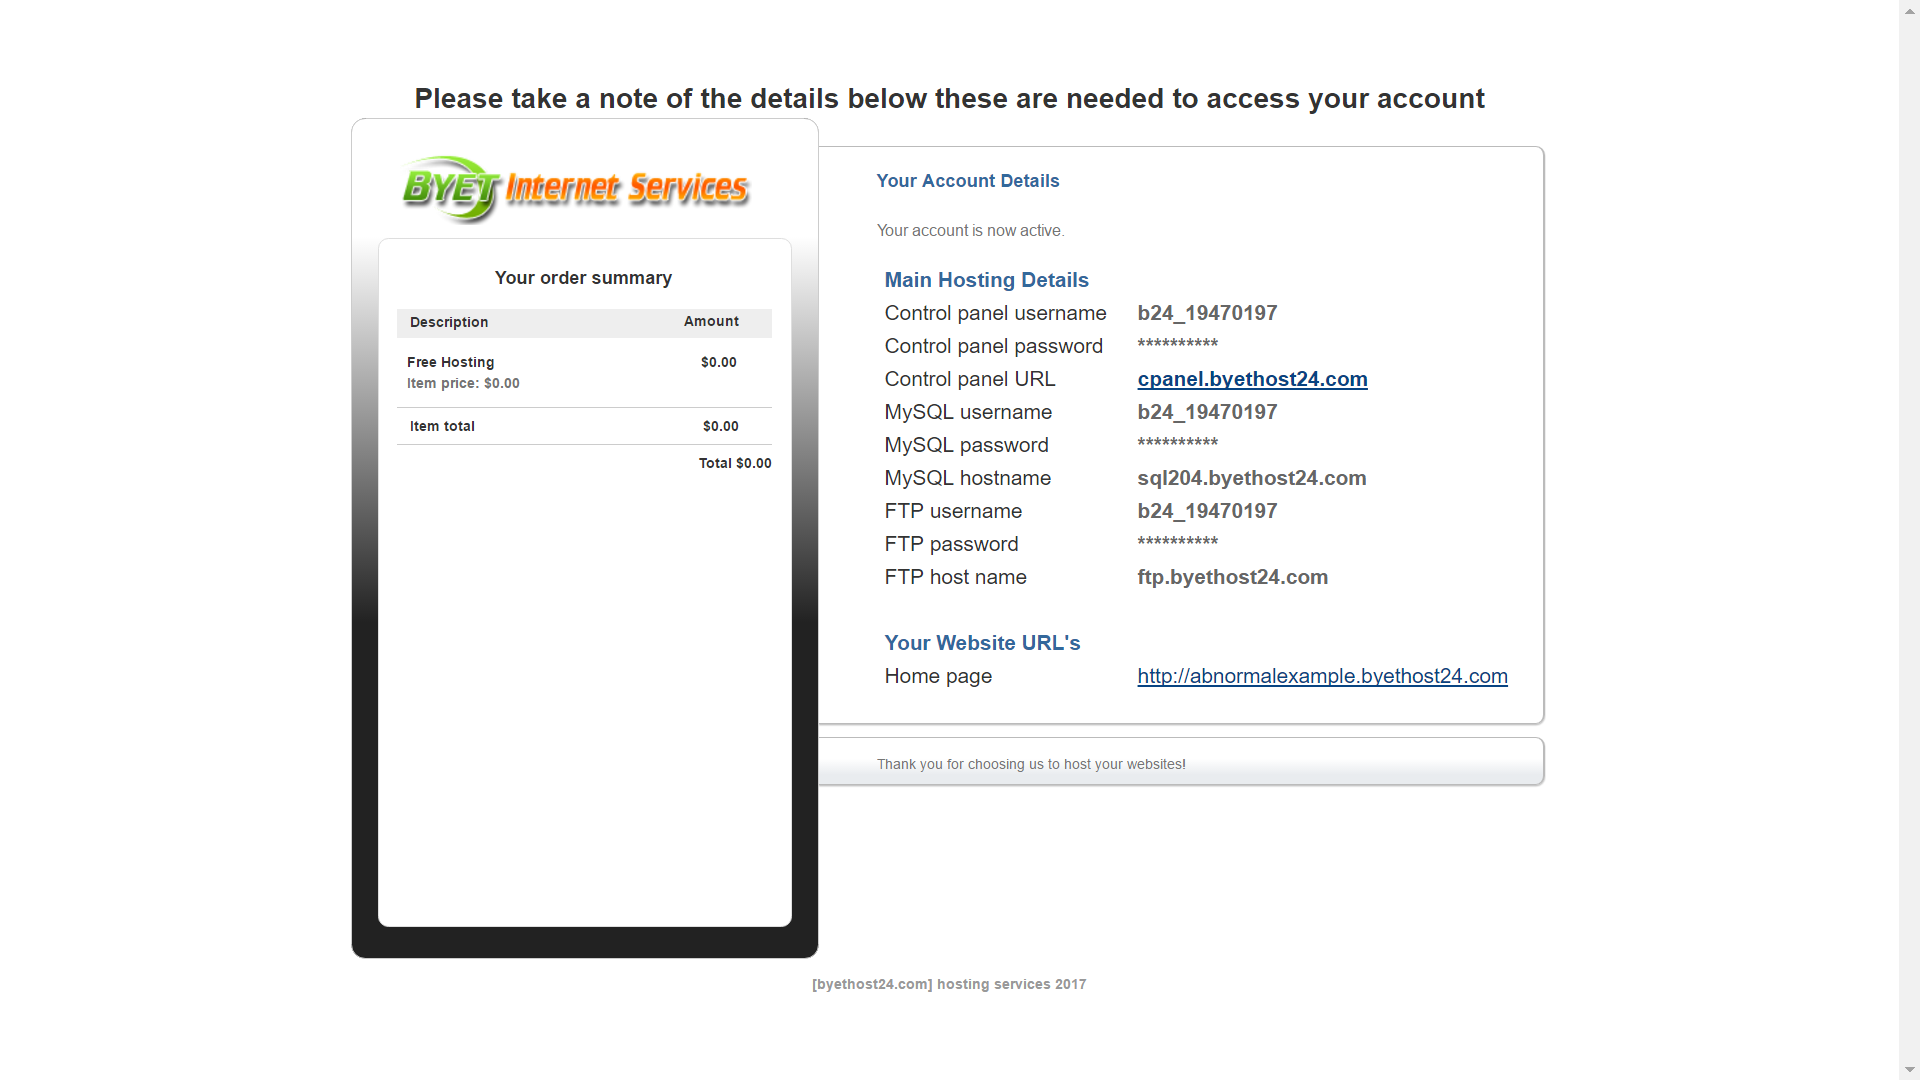 Please take a note of the details below these are needed to access your account
BYET Internet Services
Your order summary
Description Amount
Free Hosting $0.00
Item price: $0.00
Item total $0.00
Total $0.00
Your Account Details
Your account is now active.
Main Hosting Details
Control panel username b24_19470197
Control panel password **********
Control panel URL cpanel.byethost24.com
MySQL username b24_19470197
MySQL password **********
MySQL hostname sql204.byethost24.com
FTP username b24_19470197
FTP password **********
FTP host name ftp.byethost24.com
Your Website URL's
Home page http://abnormalexample.byethost24.com
Thank you for choosing us to host your websites!
[byethost24.com] hosting services 2017